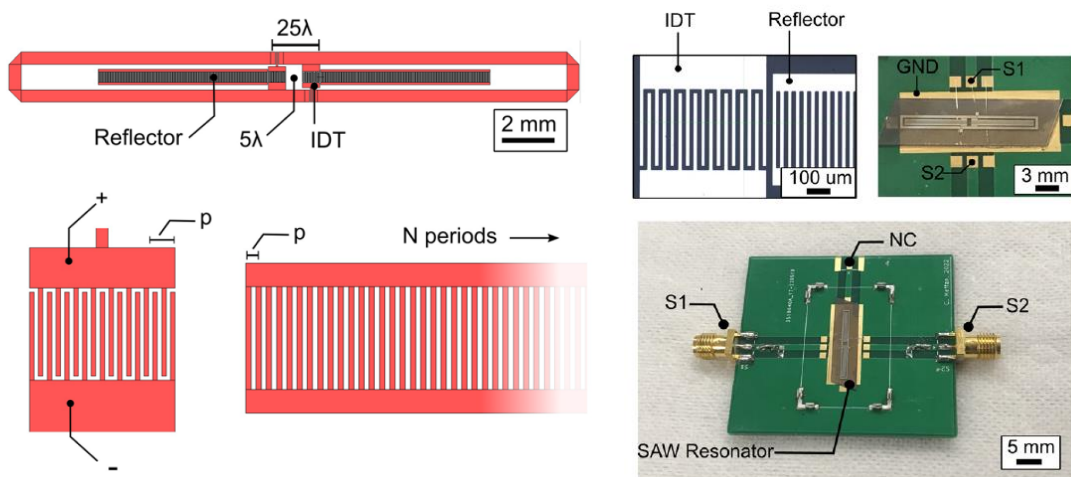 25λ
Reflector
5λ
IDT
2 mm
+
p
-
p
N periods
IDT
Reflector
100 um
GND
S1
S2
3 mm
NC
S1
S2
SAW Resonator
5 mm